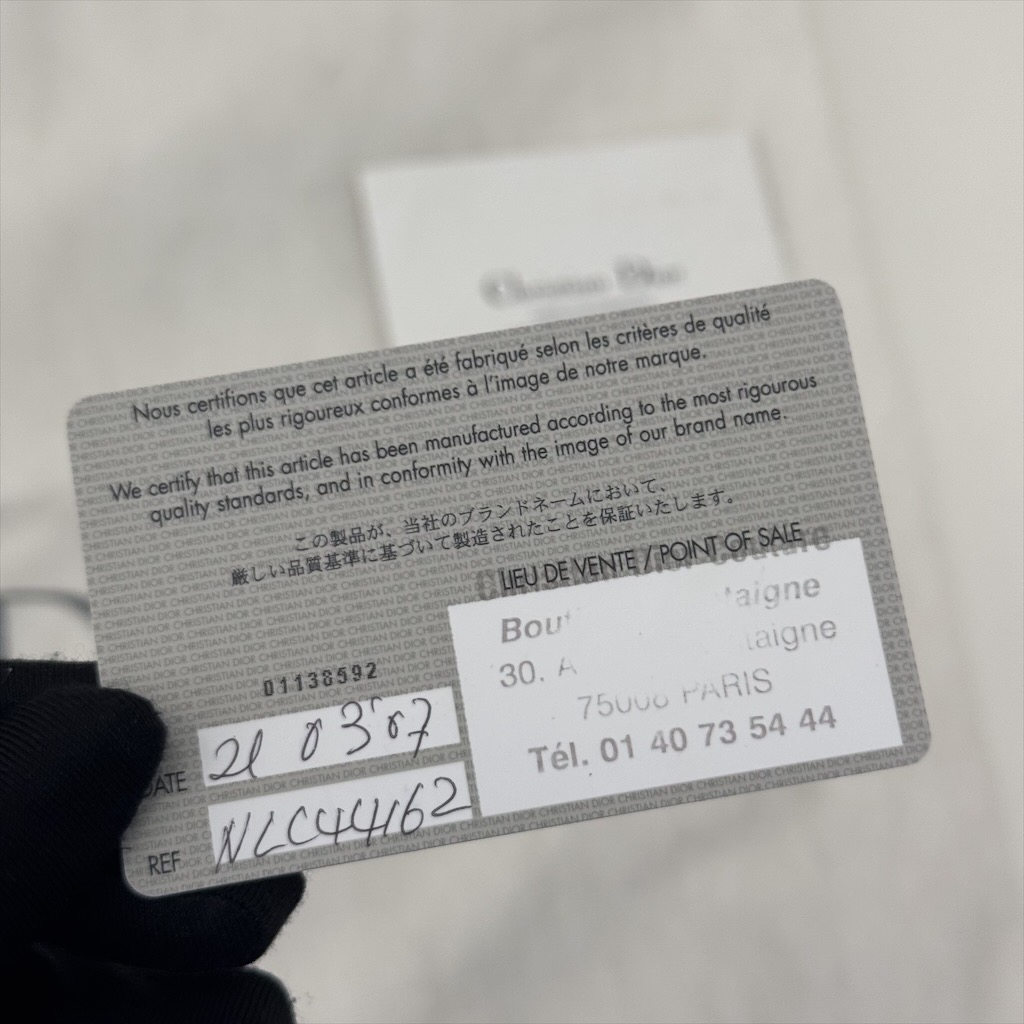 Nous certifions que cet article a été fabriqué selon les critères de qualité
les plus rigoureux conformes à l'image de notre marque.
We certify that this article has been manufactured according to the most rigourous
quality standards, and in conformity with the image of our brand name.
この製品が、当社のブランドネームにおいて、
厳しい品質基準に基づいて製造されたことを保証いたします。
LIEU DE VENTE / POINT OF SALE
30. A
75008 PARIS
Tél. 01 40 73 54 44
01138592
DATE 21 03 07
REF NLC44162